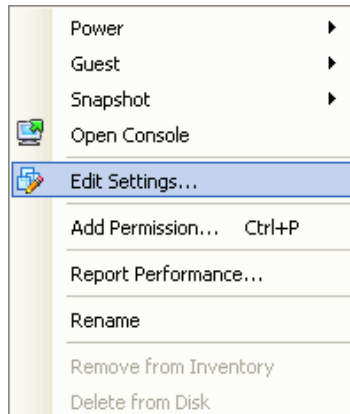 Power
Guest
Snapshot
Open Console
Edit Settings...
Add Permission... Ctrl+P
Report Performance...
Rename
Remove from Inventory
Delete from Disk